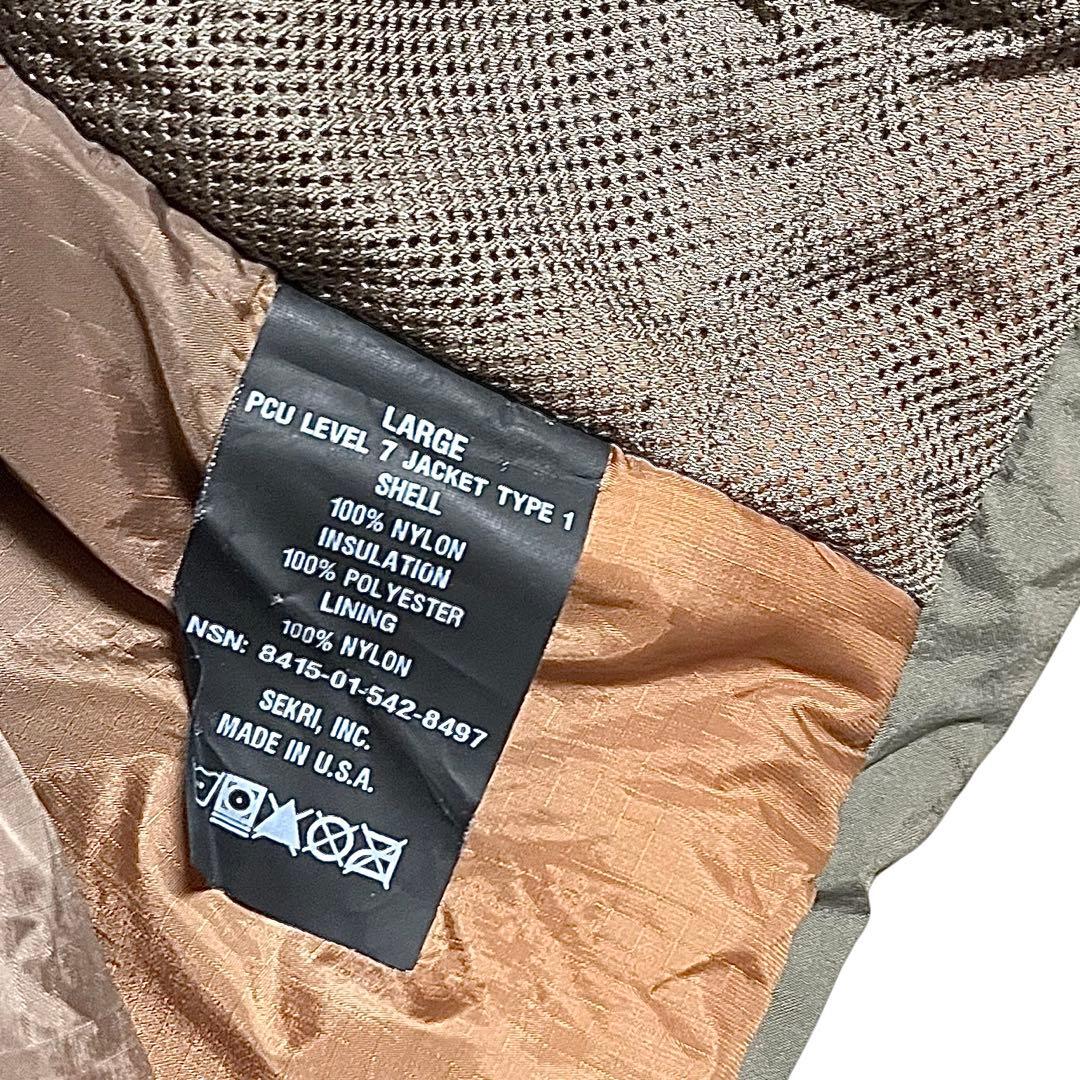 LARGE
PCU LEVEL 7 JACKET TYPE 1
SHELL
100% NYLON
INSULATION
100% POLYESTER
LINING
100% NYLON
NSN: 8415-01-542-8497
SEKRI, INC.
MADE IN U.S.A.